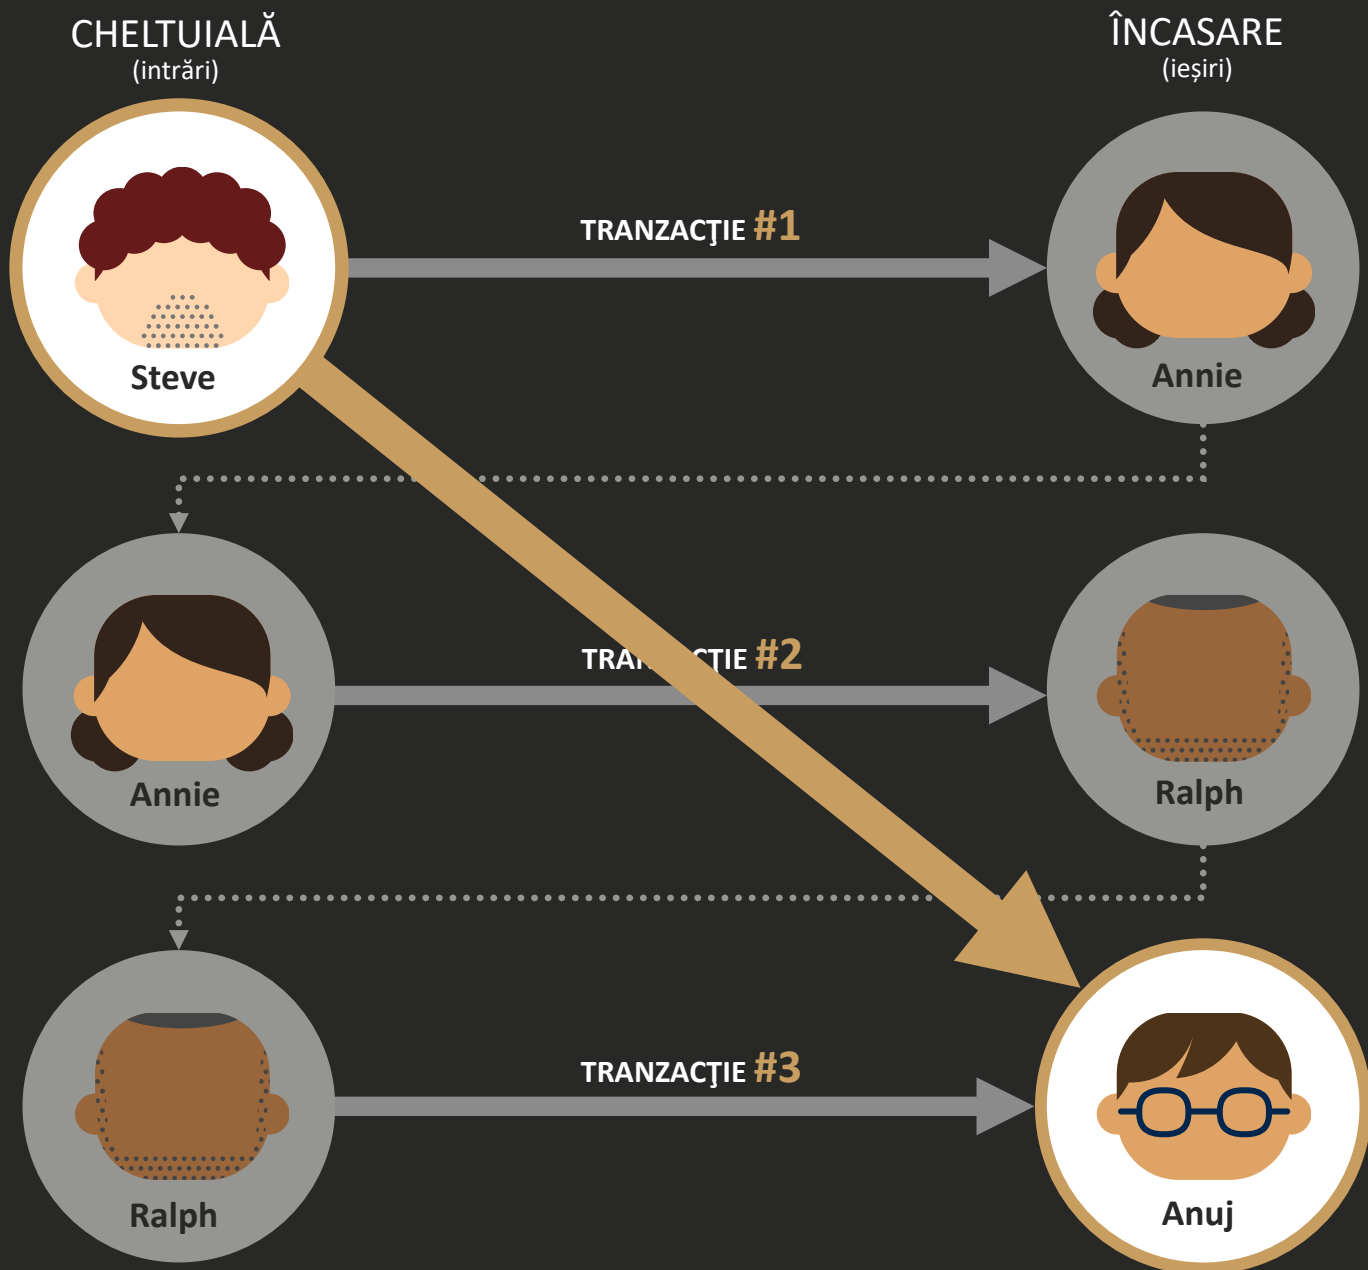 CHELTUIALĂ
(intrări)
ÎNCASARE
(ieșiri)
TRANZACŢIE #1
Steve
Annie
#2
Annie
Ralph
TRANZACŢIE #3
Ralph
Anuj